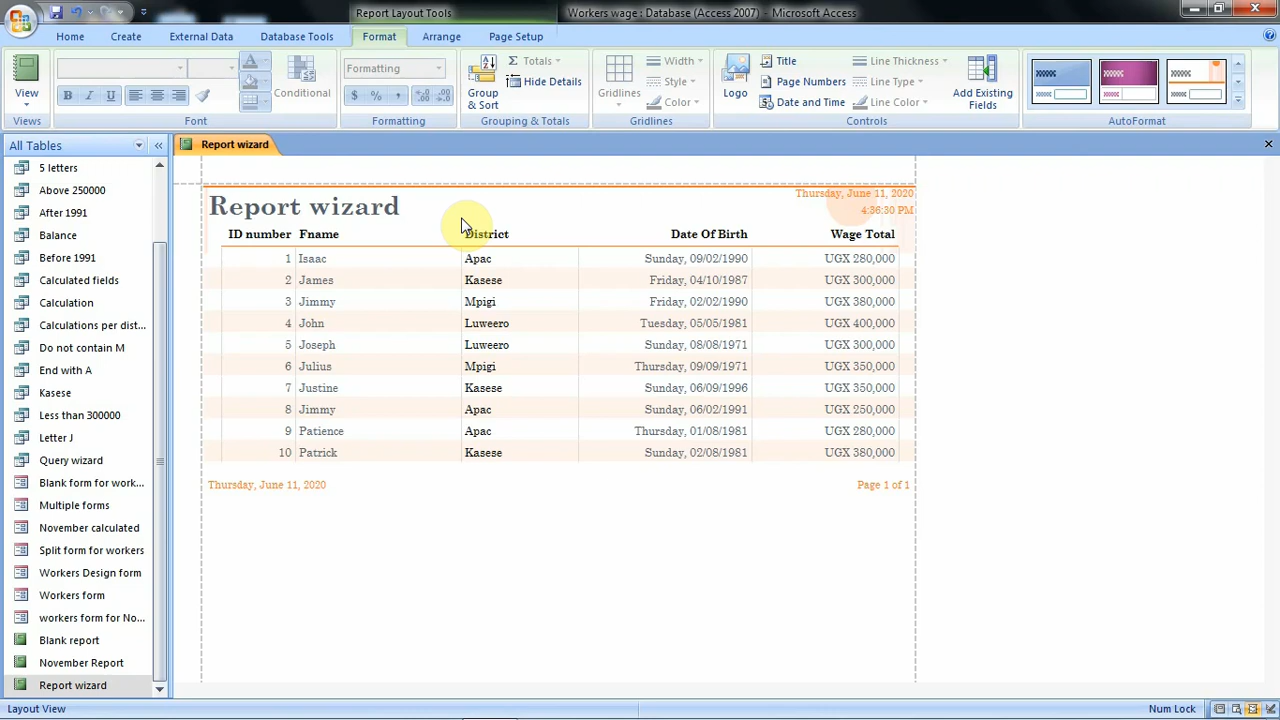 Report Layout Tools
Workers wage : Database (Access 2007) - Microsoft Access
Home Create External Data Database Tools Format Arrange Page Setup
View
Views
A
B I U
Font
Conditional
Formatting
$ % ,
Formatting
Group & Sort
Σ Totals
Hide Details
Grouping & Totals
Gridlines
Width
Style
Color
Gridlines
Logo
Title
Page Numbers
Date and Time
Line Thickness
Line Type
Line Color
Controls
Add Existing Fields
AutoFormat
All Tables
5 letters
Above 250000
After 1991
Balance
Before 1991
Calculated fields
Calculation
Calculations per dist...
Do not contain M
End with A
Kasese
Less than 300000
Letter J
Query wizard
Blank form for work...
Multiple forms
November calculated
Split form for workers
Workers Design form
Workers form
workers form for No...
Blank report
November Report
Report wizard
Report wizard
Thursday, June 11, 2020
4:36:30 PM
Report wizard
ID number Fname District Date Of Birth Wage Total
1 Isaac Apac Sunday, 09/02/1990 UGX 280,000
2 James Kasese Friday, 04/10/1987 UGX 300,000
3 Jimmy Mpigi Friday, 02/02/1990 UGX 380,000
4 John Luweero Tuesday, 05/05/1981 UGX 400,000
5 Joseph Luweero Sunday, 08/08/1971 UGX 300,000
6 Julius Mpigi Thursday, 09/09/1971 UGX 350,000
7 Justine Kasese Sunday, 06/09/1996 UGX 350,000
8 Jimmy Apac Sunday, 06/02/1991 UGX 250,000
9 Patience Apac Thursday, 01/08/1981 UGX 280,000
10 Patrick Kasese Sunday, 02/08/1981 UGX 380,000
Thursday, June 11, 2020 Page 1 of 1
Layout View
Num Lock